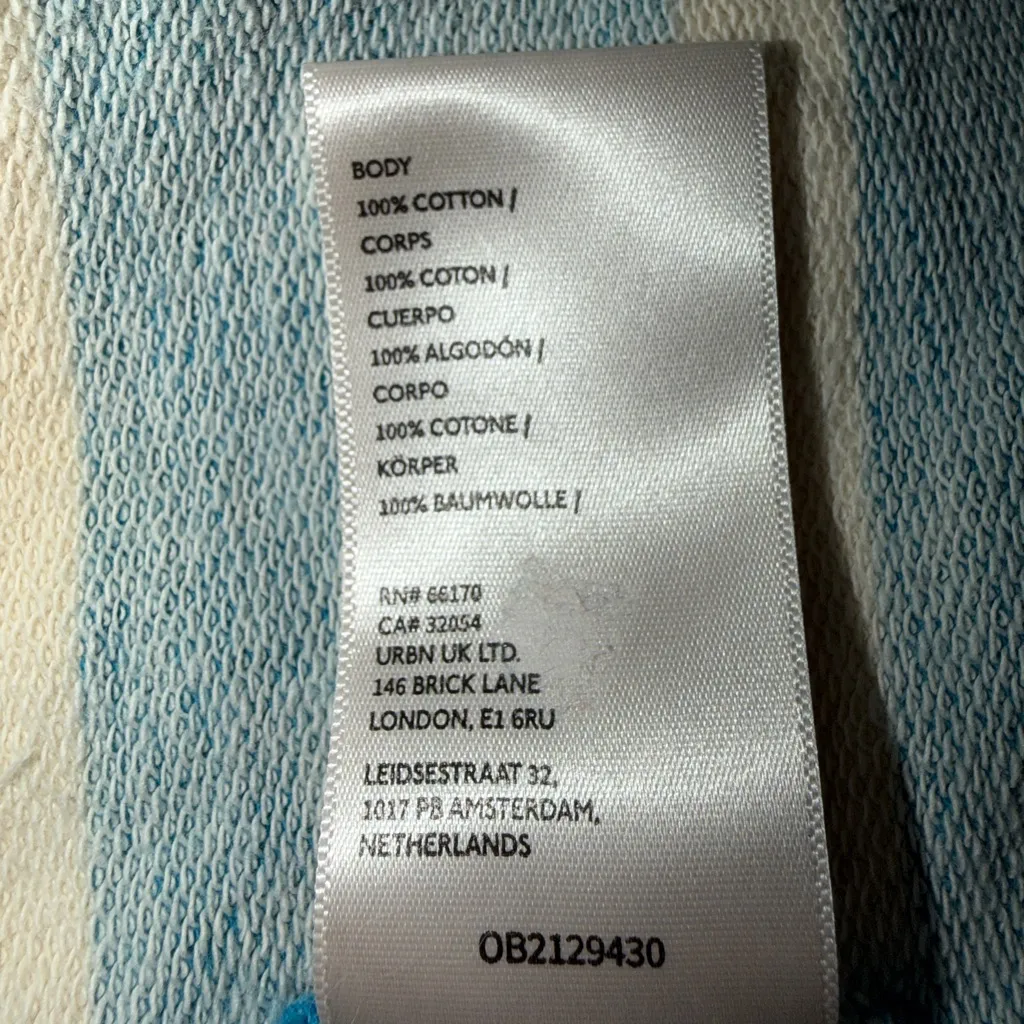 BODY
100% COTTON /
CORPS
100% COTON /
CUERPO
100% ALGODÓN /
CORPO
100% COTONE /
KÖRPER
100% BAUMWOLLE /
RN# 66170
CA# 32054
URBN UK LTD.
146 BRICK LANE
LONDON, E1 6RU
LEIDSESTRAAT 32,
1017 PB AMSTERDAM,
NETHERLANDS
OB2129430